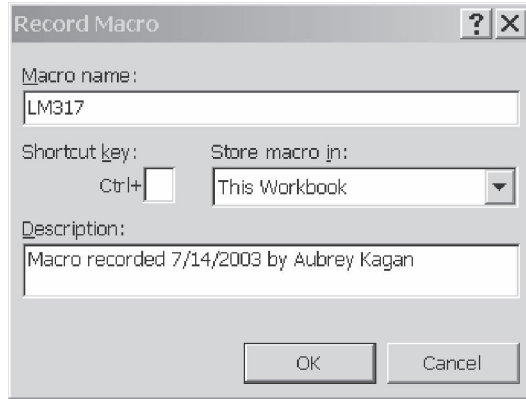 Record Macro
Macro name:
LM317
Shortcut key: Store macro in:
Ctrl+ This Workbook
Description:
Macro recorded 7/14/2003 by Aubrey Kagan
OK Cancel